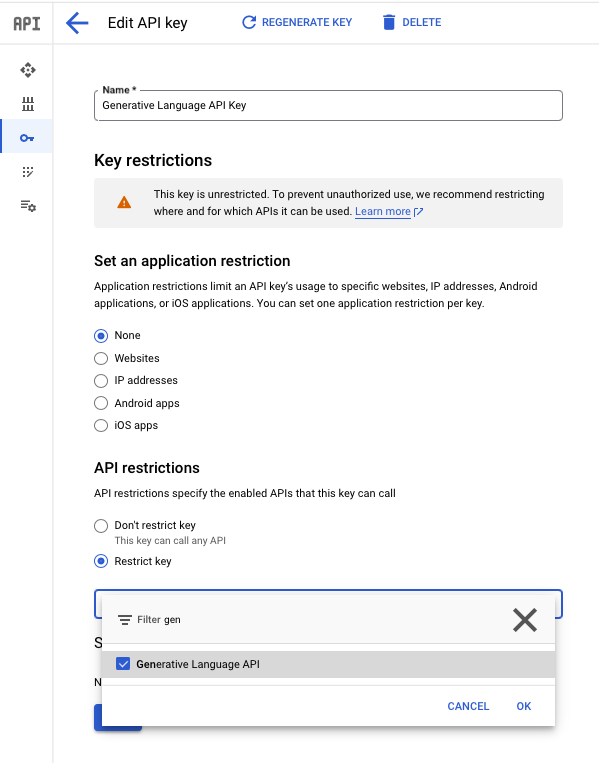 API
Edit API key
REGENERATE KEY
DELETE
Name *
Generative Language API Key
Key restrictions
This key is unrestricted. To prevent unauthorized use, we recommend restricting
where and for which APIs it can be used. Learn more
Set an application restriction
Application restrictions limit an API key's usage to specific websites, IP addresses, Android
applications, or iOS applications. You can set one application restriction per key.
None
Websites
IP addresses
Android apps
iOS apps
API restrictions
API restrictions specify the enabled APIs that this key can call
Don't restrict key
This key can call any API
Restrict key
Filter gen
S
Generative Language API
N
CANCEL
OK